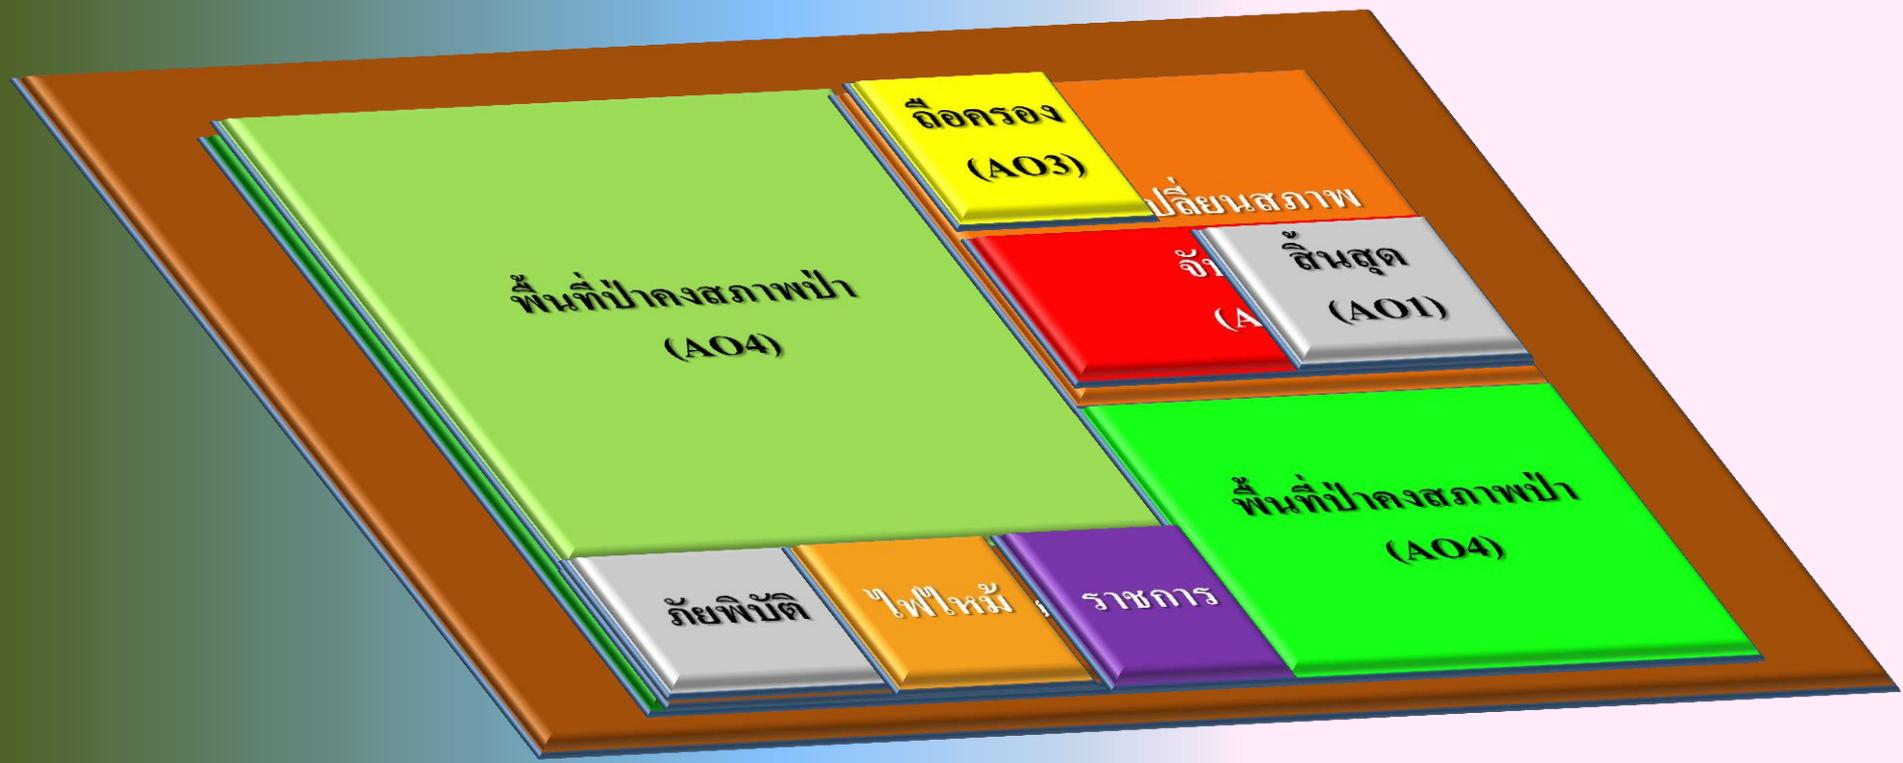 ถือครอง
(AO3)
ปลี่ยนสภาพ
สิ้นสุด
(AO1)
พื้นที่ป่าคงสภาพป่า
(AO4)
พื้นที่ป่าคงสภาพป่า
(AO4)
ภัยพิบัติ
ไฟไหม้
ราชการ